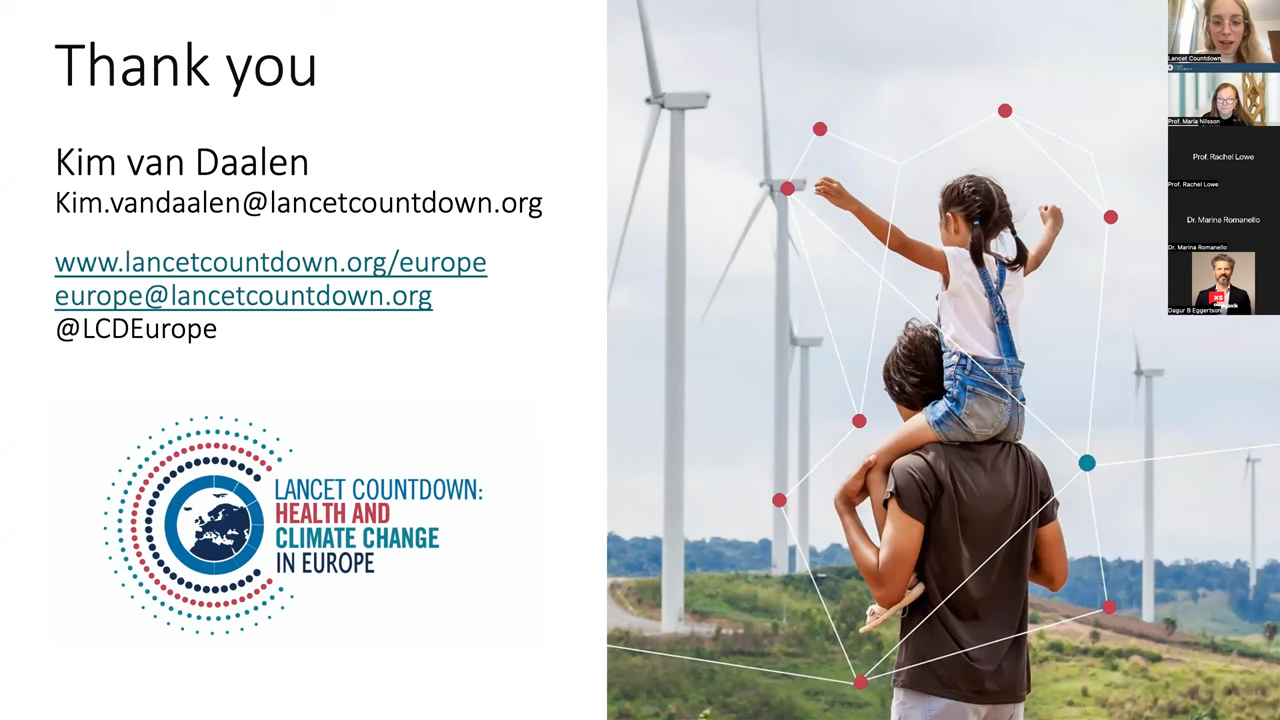 Thank you
Kim van Daalen
Kim.vandaalen@lancetcountdown.org
www.lancetcountdown.org/europe
europe@lancetcountdown.org
@LCDEurope
LANCET COUNTDOWN:
HEALTH AND
CLIMATE CHANGE
IN EUROPE
Lancet Countdown
Prof. Maria Nilsson
Prof. Rachel Lowe
Prof. Rachel Lowe
Dr. Marina Romanello
Dr. Marina Romanello
XS
Dagur B Eggertsson